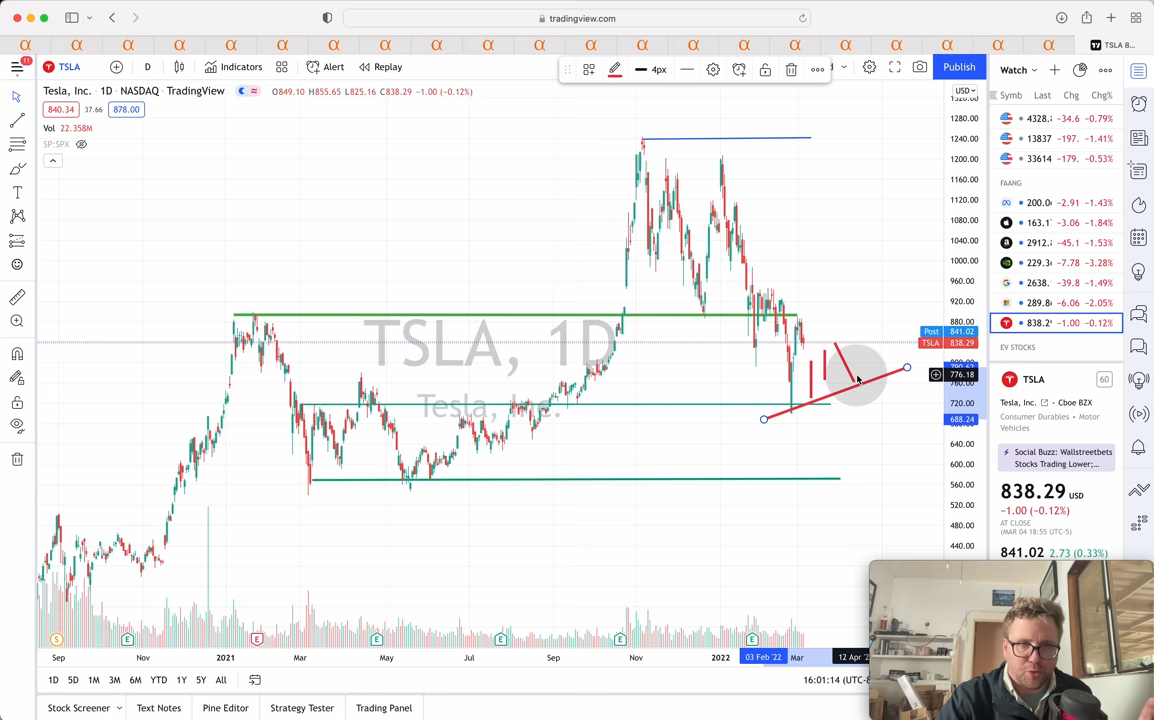 tradingview.com
TSLA 8...
11
TSLA
D
Indicators
Alert
Replay
4px
Publish
Watch
Tesla, Inc. · 1D · NASDAQ · TradingView
O849.10 H855.65 L825.16 C838.29 −1.00 (−0.12%)
USD
Symb Last Chg Chg%
840.34 37.66 878.00
Vol 22.358M
SP:SPX
4328. -34.6 −0.79%
13837 -197. −1.41%
33614 -179. −0.53%
FAANG
200.0 −2.91 −1.43%
163.1 −3.06 −1.84%
2912. -45.1 −1.53%
229.3 −7.78 −3.28%
2638. -39.8 −1.49%
289.8 −6.06 −2.05%
838.2 −1.00 −0.12%
EV STOCKS
1280.00
1240.00
1200.00
1160.00
1120.00
1080.00
1040.00
1000.00
960.00
920.00
880.00
Post 841.02
TSLA 838.29
776.18
720.00
688.24
640.00
600.00
560.00
520.00
480.00
440.00
TSLA, 1D
Tesla, Inc.
TSLA
60
Tesla, Inc. · Cboe BZX
Consumer Durables · Motor
Vehicles
Social Buzz: Wallstreetbets
Stocks Trading Lower;...
838.29 USD
−1.00 (−0.12%)
AT CLOSE
(MAR 04 18:55 UTC-5)
841.02 2.73 (0.33%)
S E E E E E E
Sep Nov 2021 Mar May Jul Sep Nov 2022 03 Feb '22 Mar 12 Apr '2
1D 5D 1M 3M 6M YTD 1Y 5Y All
16:01:14 (UTC-8
Stock Screener Text Notes Pine Editor Strategy Tester Trading Panel